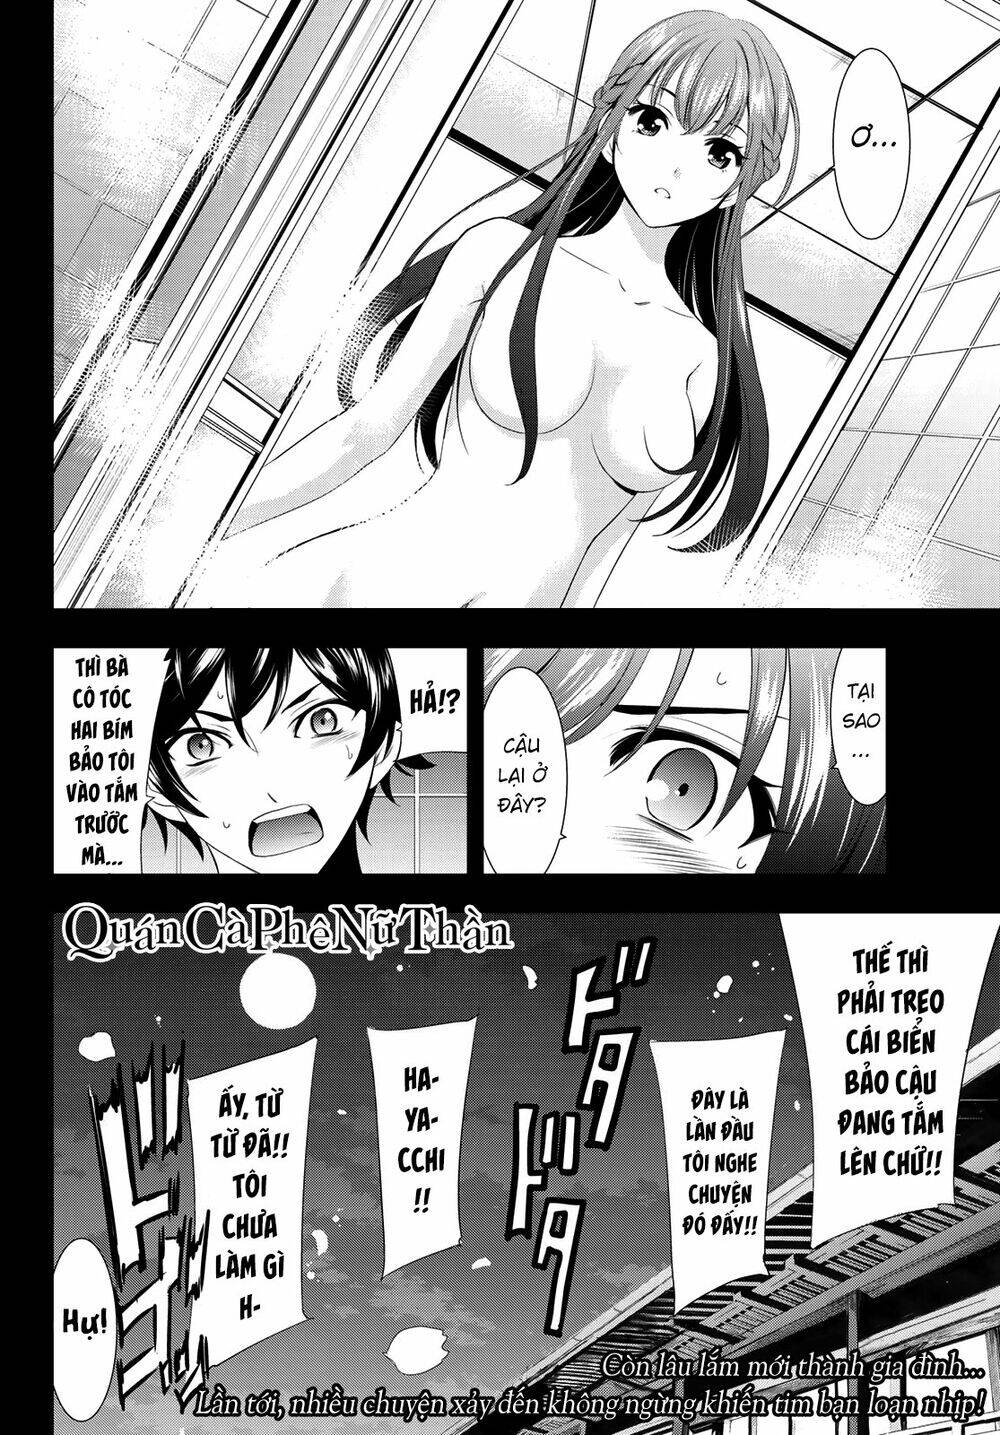 Ơ...
TẠI
SAO
...
CẬU
LẠI Ở
ĐÂY?
HẢ!?
THÌ BÀ
CÔ TÓC
HAI BÍM
BẢO TÔI
VÀO TẮM
TRƯỚC
MÀ...
Quán Cà Phê Nữ Thần
THẾ THÌ
PHẢI TREO
CÁI BIỂN
BẢO CẬU
ĐANG TẮM
LÊN CHỨ!!
ドタドタ
ĐÂY LÀ
LẦN ĐẦU
TÔI NGHE
CHUYỆN
ĐÓ ĐẤY!!
HA-
YA-
CCHI
!!
ẤY, TỪ
TỪ ĐÃ!!
TÔI
CHƯA
LÀM GÌ
H-
HỰ!
Còn lâu lắm mới thành gia đình...
Lần tới, nhiều chuyện xảy đến không ngừng khiến tim bạn loạn nhịp!